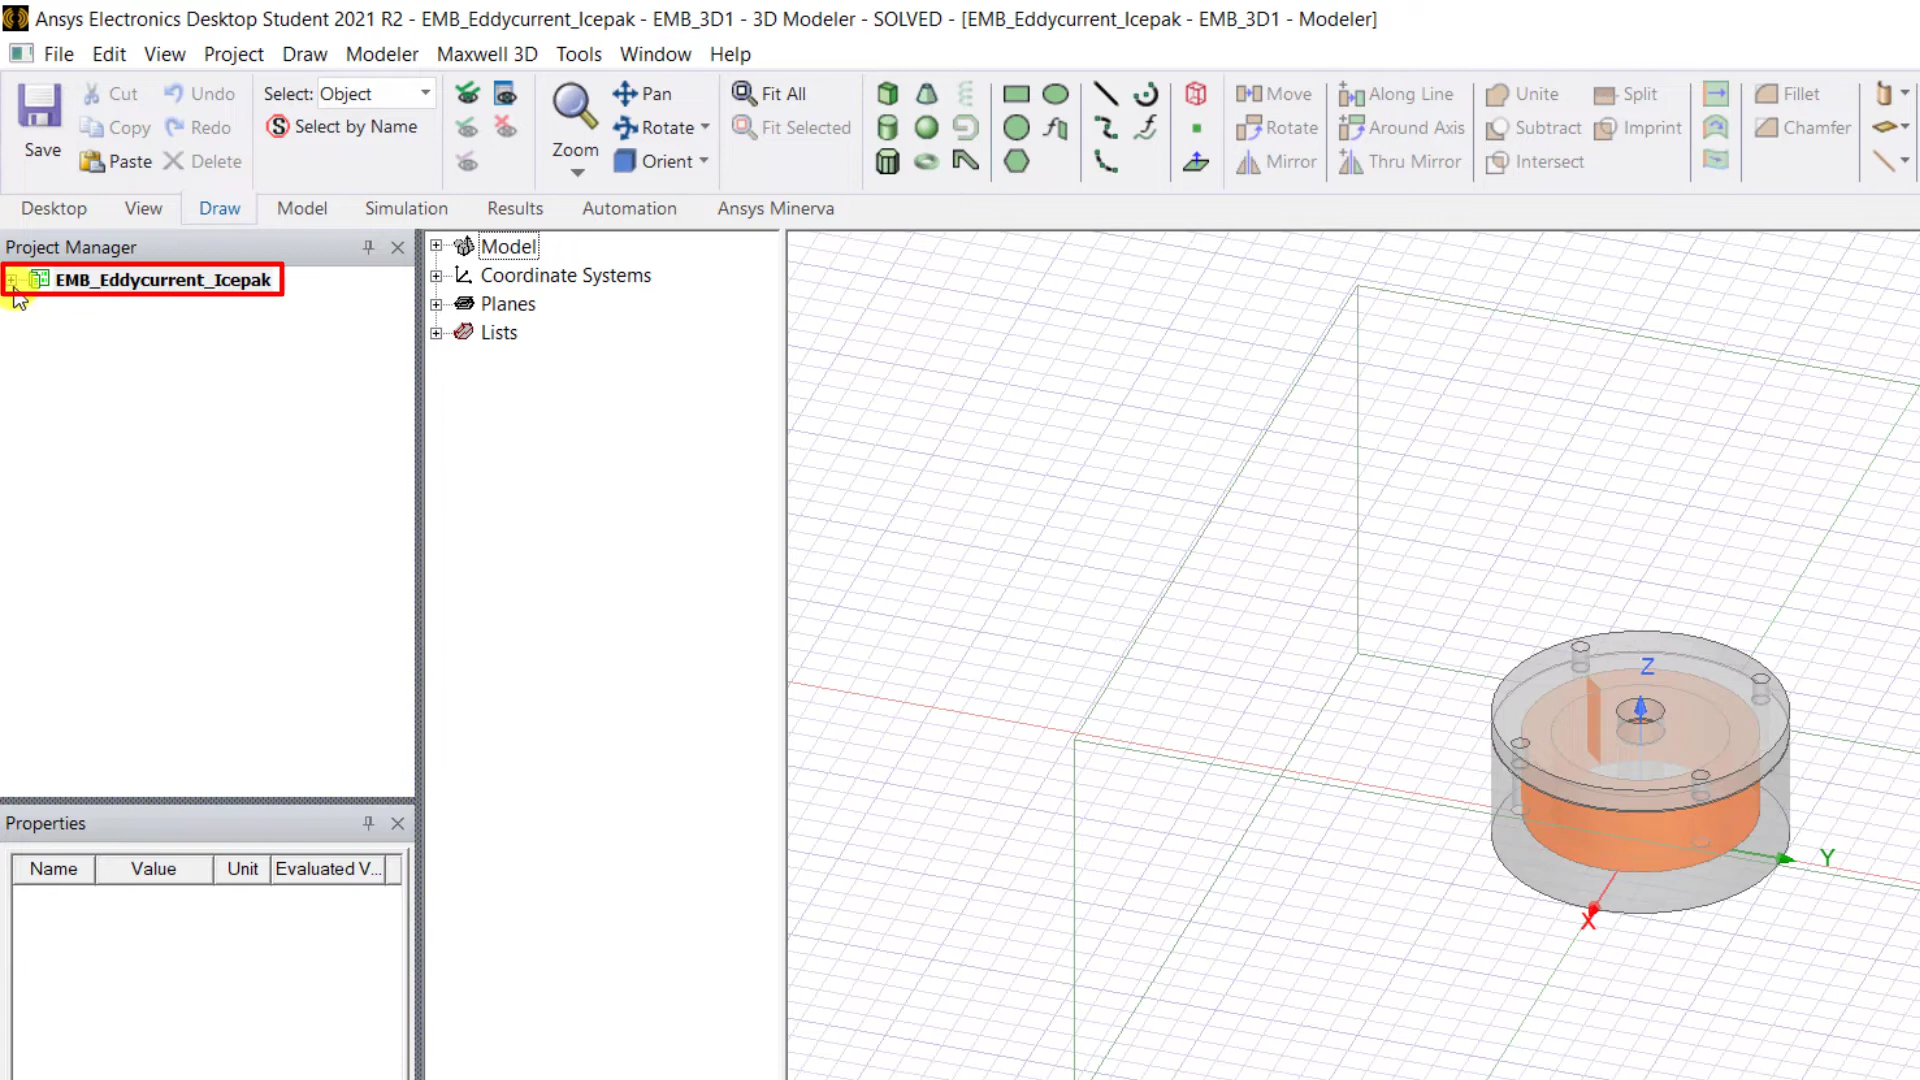 Ansys Electronics Desktop Student 2021 R2 - EMB_Eddycurrent_Icepak - EMB_3D1 - 3D Modeler - SOLVED - [EMB_Eddycurrent_Icepak - EMB_3D1 - Modeler]
File Edit View Project Draw Modeler Maxwell 3D Tools Window Help
Save
Cut
Copy
Paste
Undo
Redo
Delete
Select: Object
Select by Name
Zoom
Pan
Rotate
Orient
Fit All
Fit Selected
Move
Rotate
Mirror
Along Line
Around Axis
Thru Mirror
Unite
Subtract
Intersect
Split
Imprint
Fillet
Chamfer
Desktop View Draw Model Simulation Results Automation Ansys Minerva
Project Manager
EMB_Eddycurrent_Icepak
Model
Coordinate Systems
Planes
Lists
Properties
Name Value Unit Evaluated V...
Z
Y
X